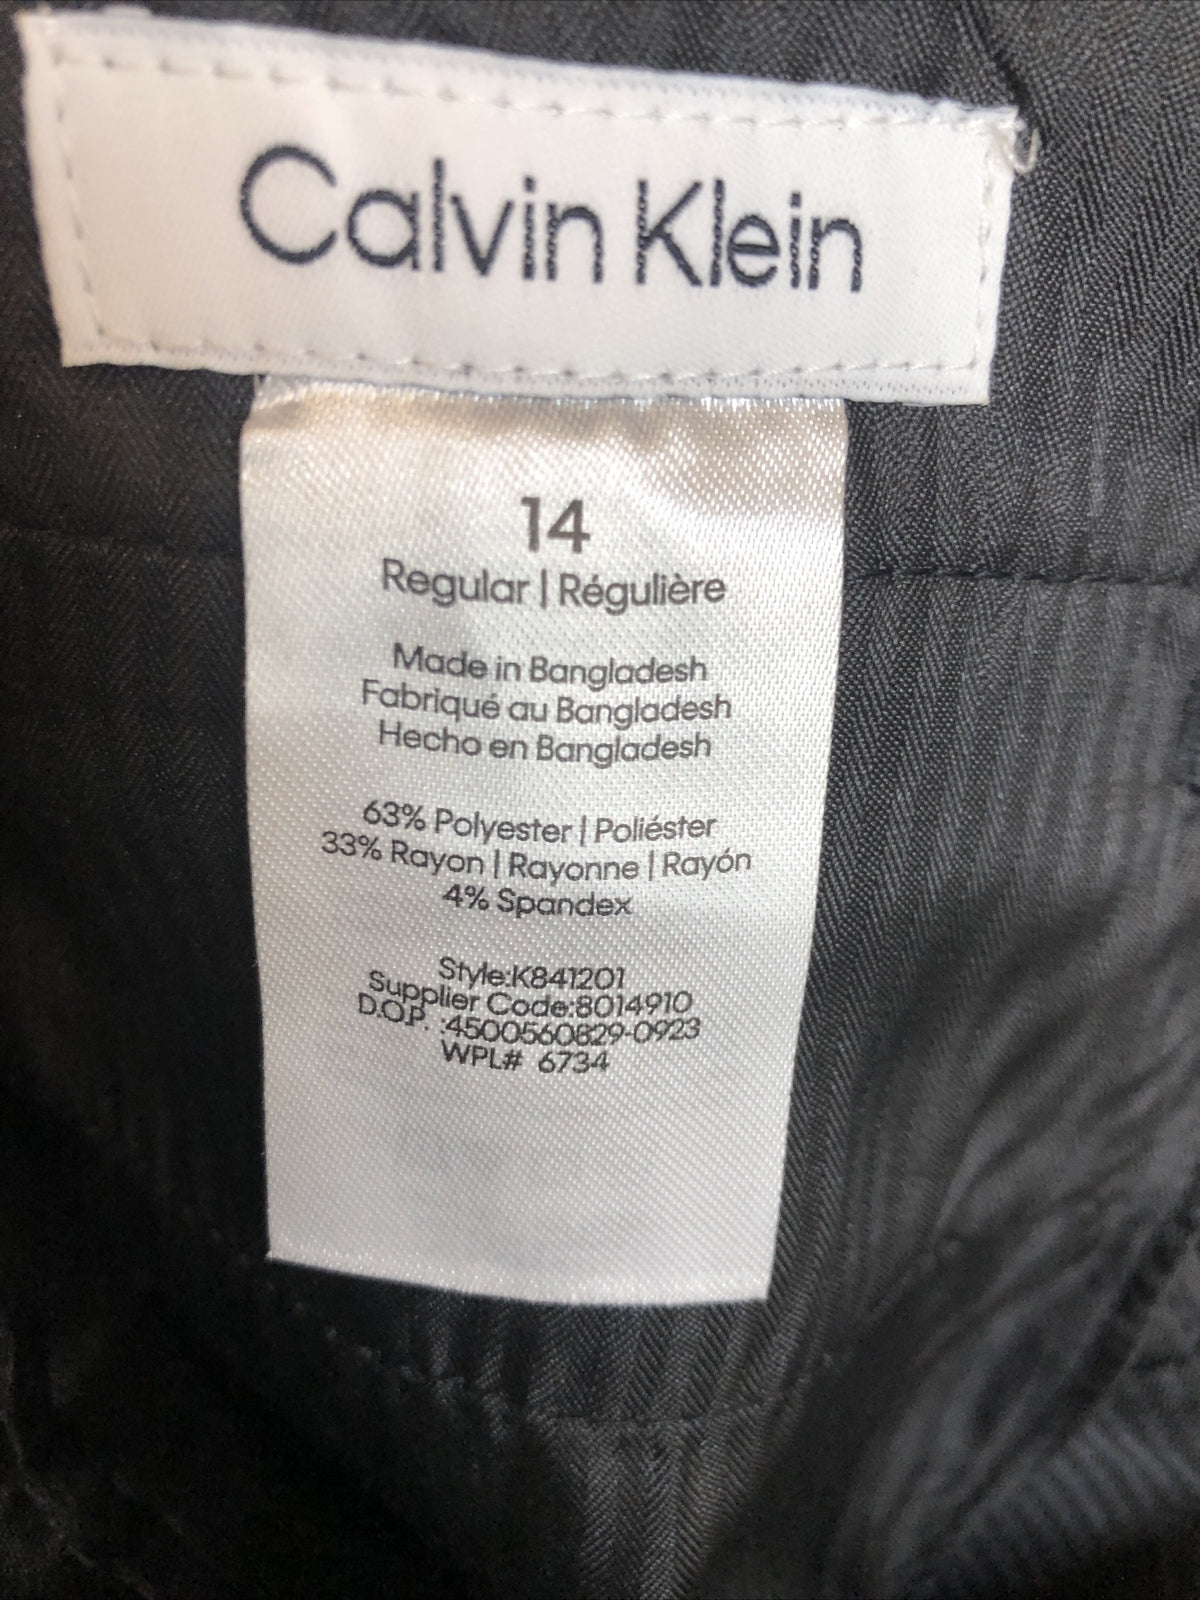 Calvin Klein
14
Regular | Régulière
Made in Bangladesh
Fabriqué au Bangladesh
Hecho en Bangladesh
63% Polyester | Poliéster
33% Rayon | Rayonne | Rayón
4% Spandex
Style:K841201
Supplier Code:8014910
D.O.P. :4500560829-0923
WPL# 6734